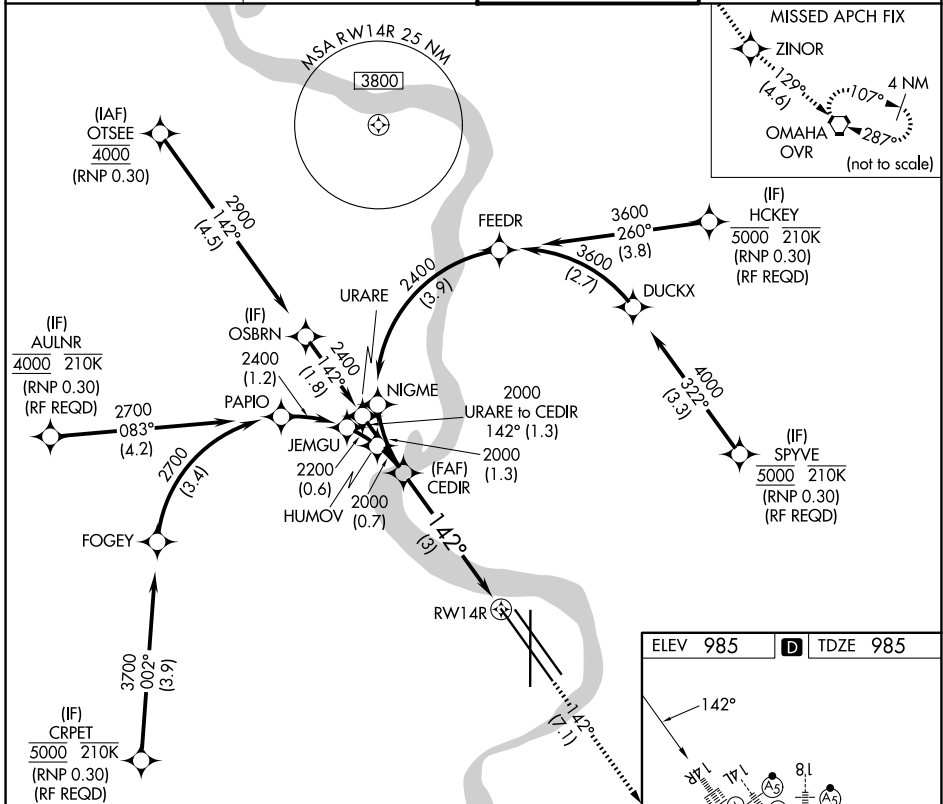 MISSED APCH FIX
ZINOR
129°
(4.6)
4 NM
107°
287°
OMAHA
OVR
(not to scale)
MSA RW14R 25 NM
3800
(IAF)
OTSEE
4000
(RNP 0.30)
2900
142°
(4.5)
(IF)
HCKEY
5000 210K
(RNP 0.30)
(RF REQD)
3600
260°
(3.8)
FEEDR
3600
(2.7)
DUCKX
2400
(3.9)
URARE
(IF)
OSBRN
2400
142°
(1.8)
4000
322°
(3.3)
(IF)
AULNR
4000 210K
(RNP 0.30)
(RF REQD)
2700
083°
(4.2)
PAPIO
2400
(1.2)
NIGME
2000
URARE to CEDIR
142° (1.3)
JEMGU
2000
(1.3)
2200
(0.6)
HUMOV
2000
(0.7)
(FAF)
CEDIR
(IF)
SPYVE
5000 210K
(RNP 0.30)
(RF REQD)
2700
(3.4)
FOGEY
142°
(3)
RW14R
3700
002°
(3.9)
(IF)
CRPET
5000 210K
(RNP 0.30)
(RF REQD)
142°
(7.1)
ELEV 985 D TDZE 985
142°
14R
14L
18
A5
A5